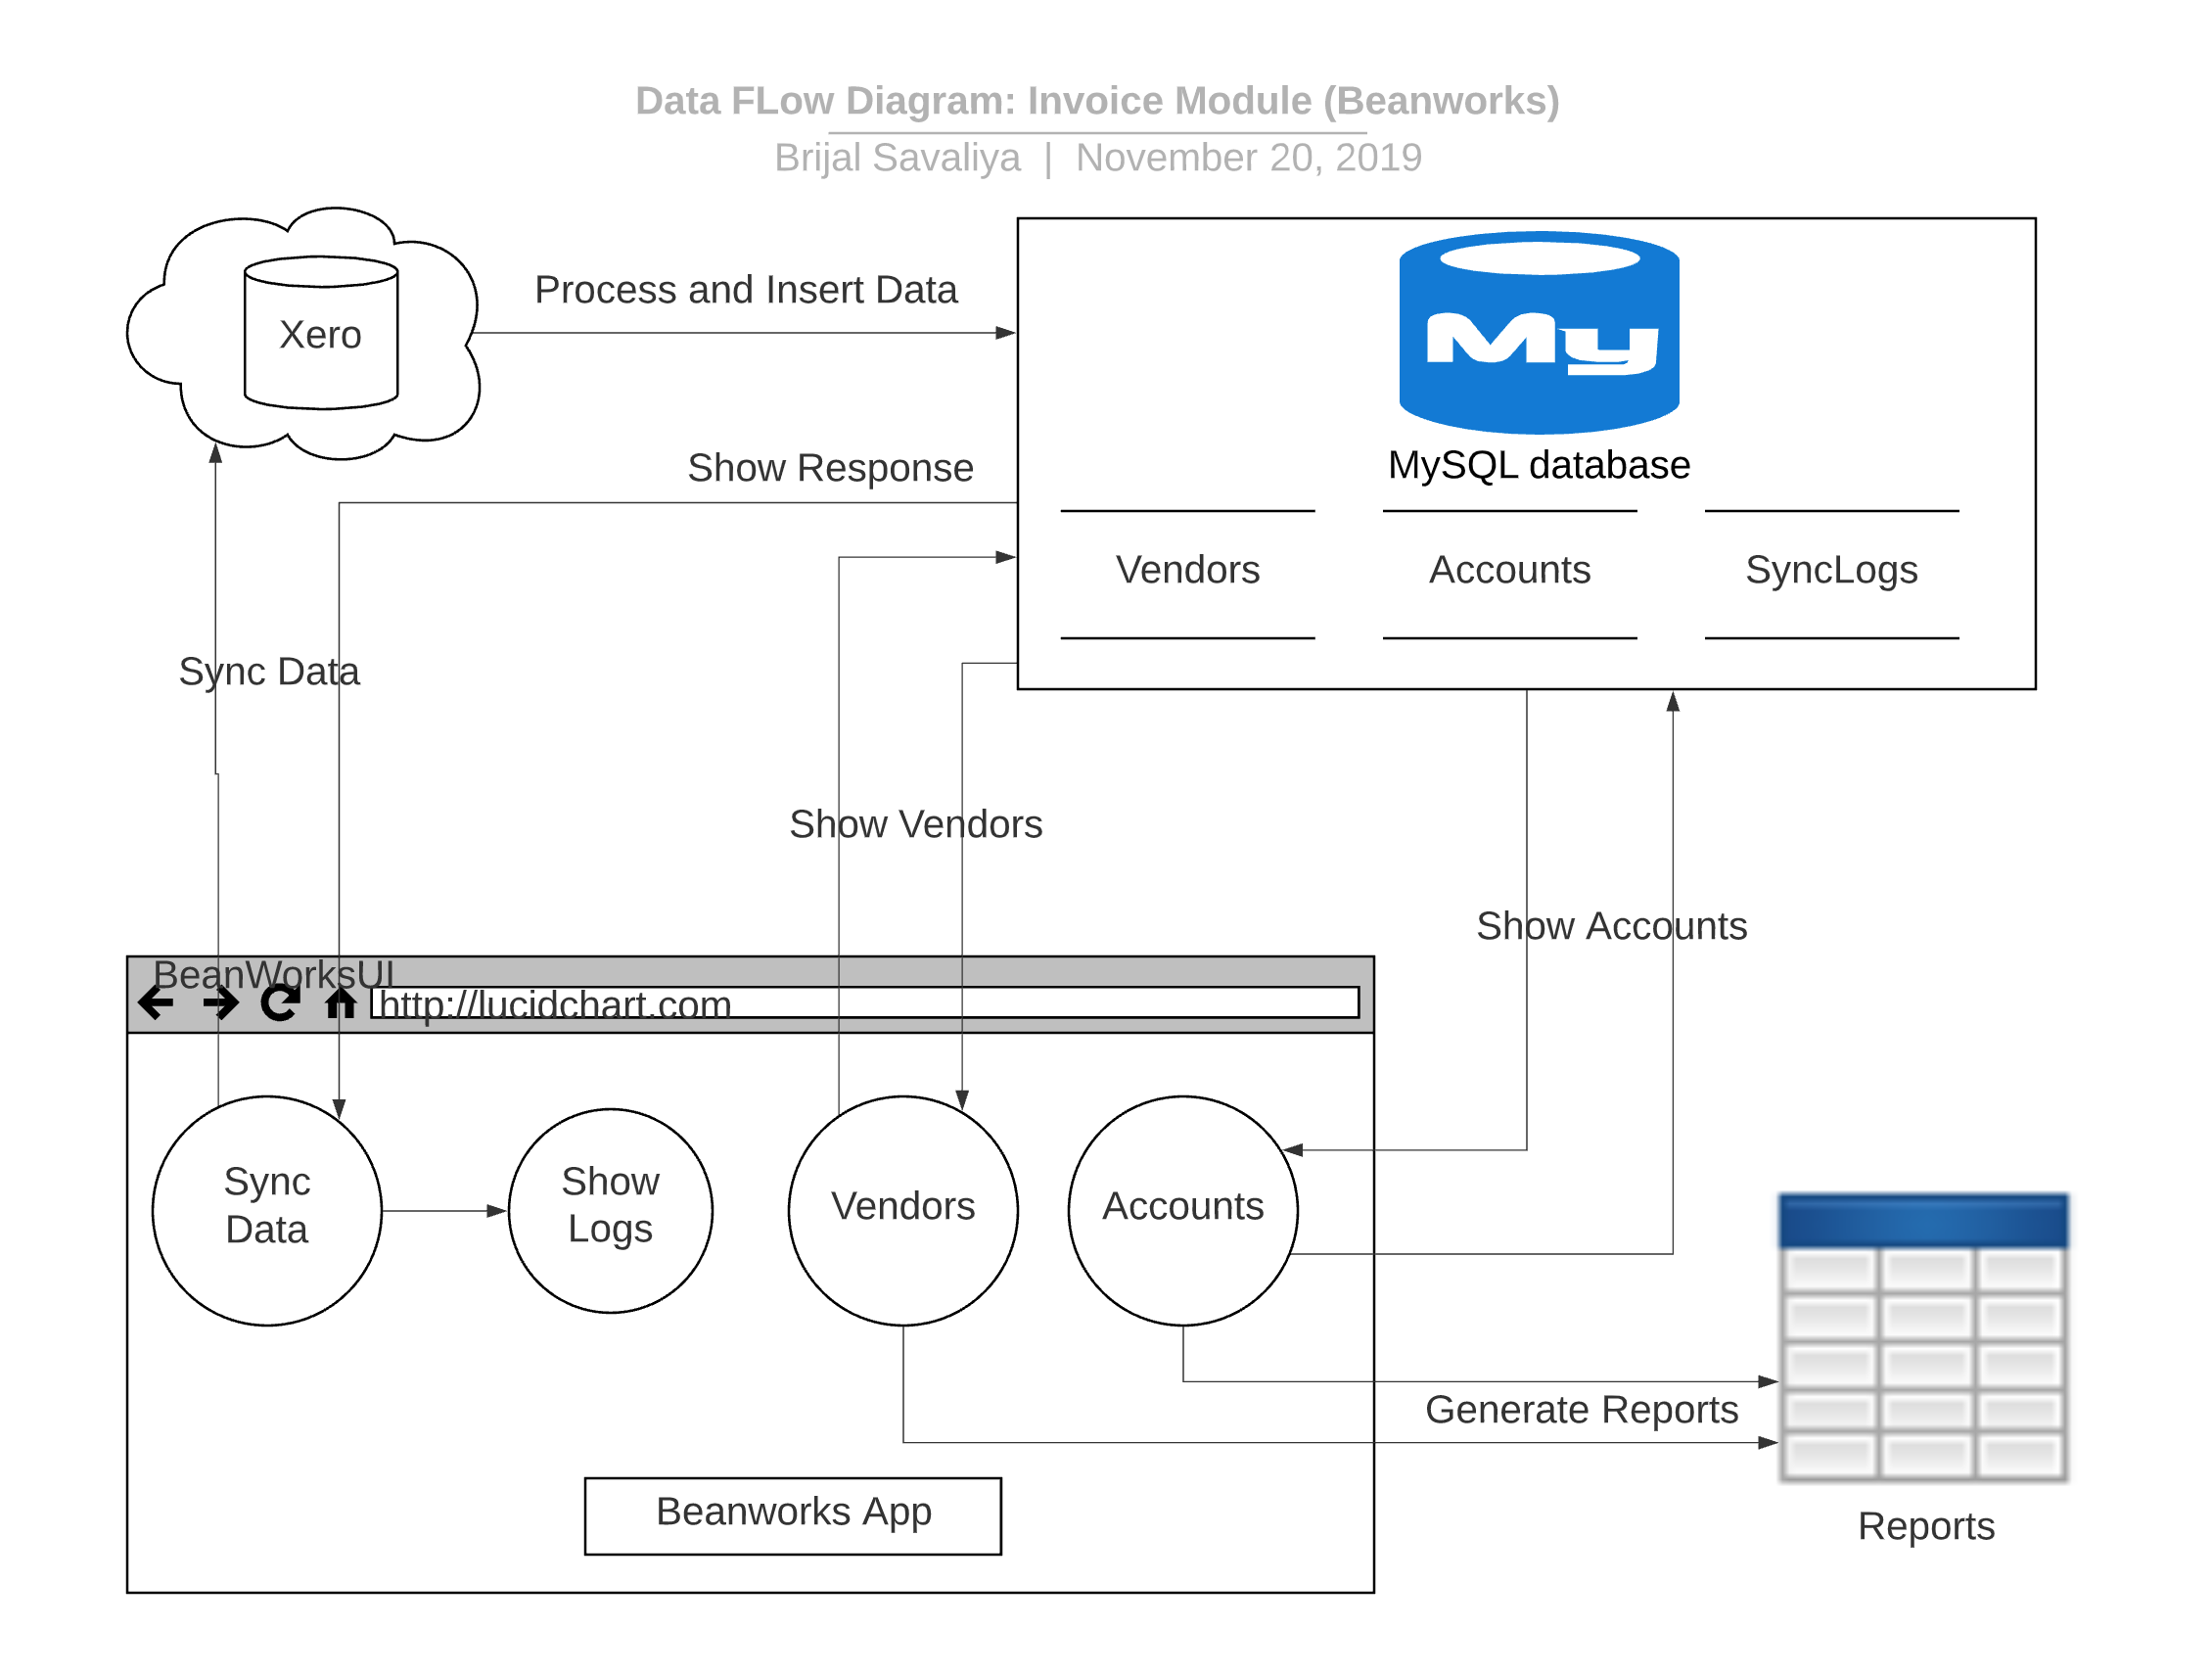 Data FLow Diagram: Invoice Module (Beanworks)
Brijal Savaliya | November 20, 2019
Xero
Process and Insert Data
My
MySQL database
Show Response
Vendors
Accounts
SyncLogs
Sync Data
Show Vendors
Show Accounts
BeanWorksUI
http://lucidchart.com
Sync
Data
Show
Logs
Vendors
Accounts
Generate Reports
Beanworks App
Reports